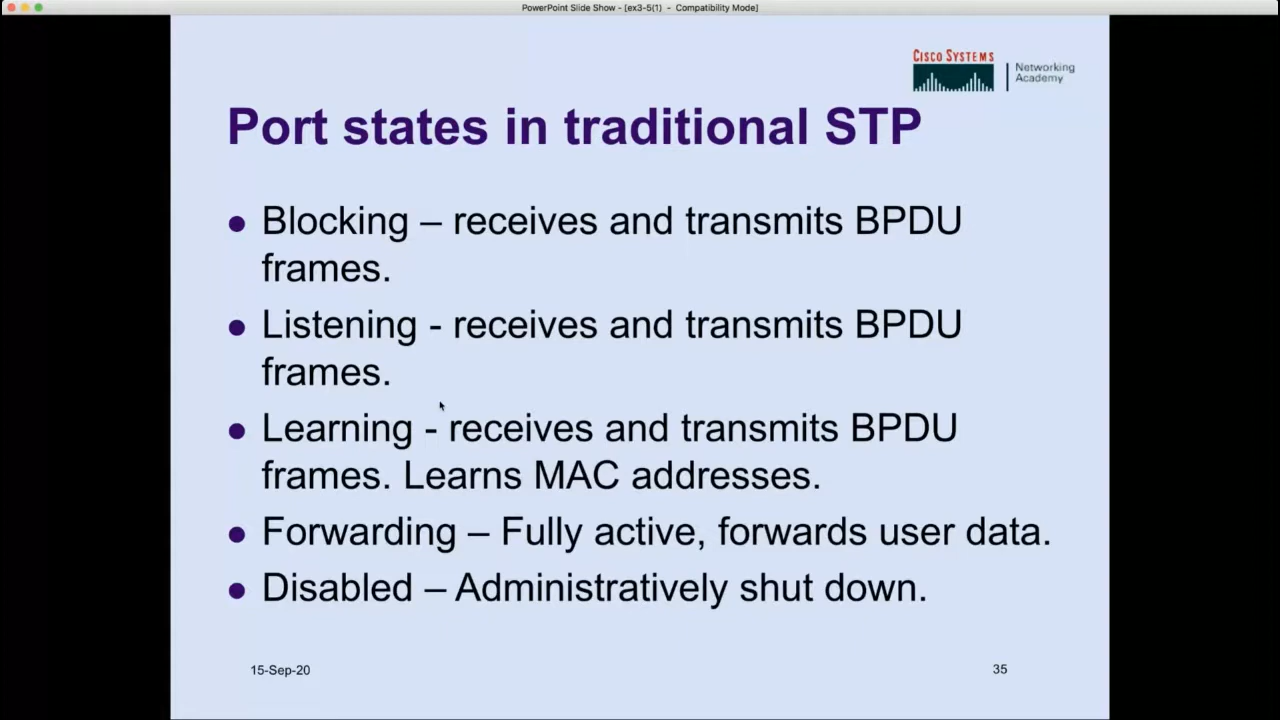 PowerPoint Slide Show - [ex3-5(1) - Compatibility Mode]
CISCO SYSTEMS
Networking
Academy
Port states in traditional STP
● Blocking – receives and transmits BPDU
frames.
● Listening - receives and transmits BPDU
frames.
● Learning - receives and transmits BPDU
frames. Learns MAC addresses.
● Forwarding – Fully active, forwards user data.
● Disabled – Administratively shut down.
15-Sep-20
35